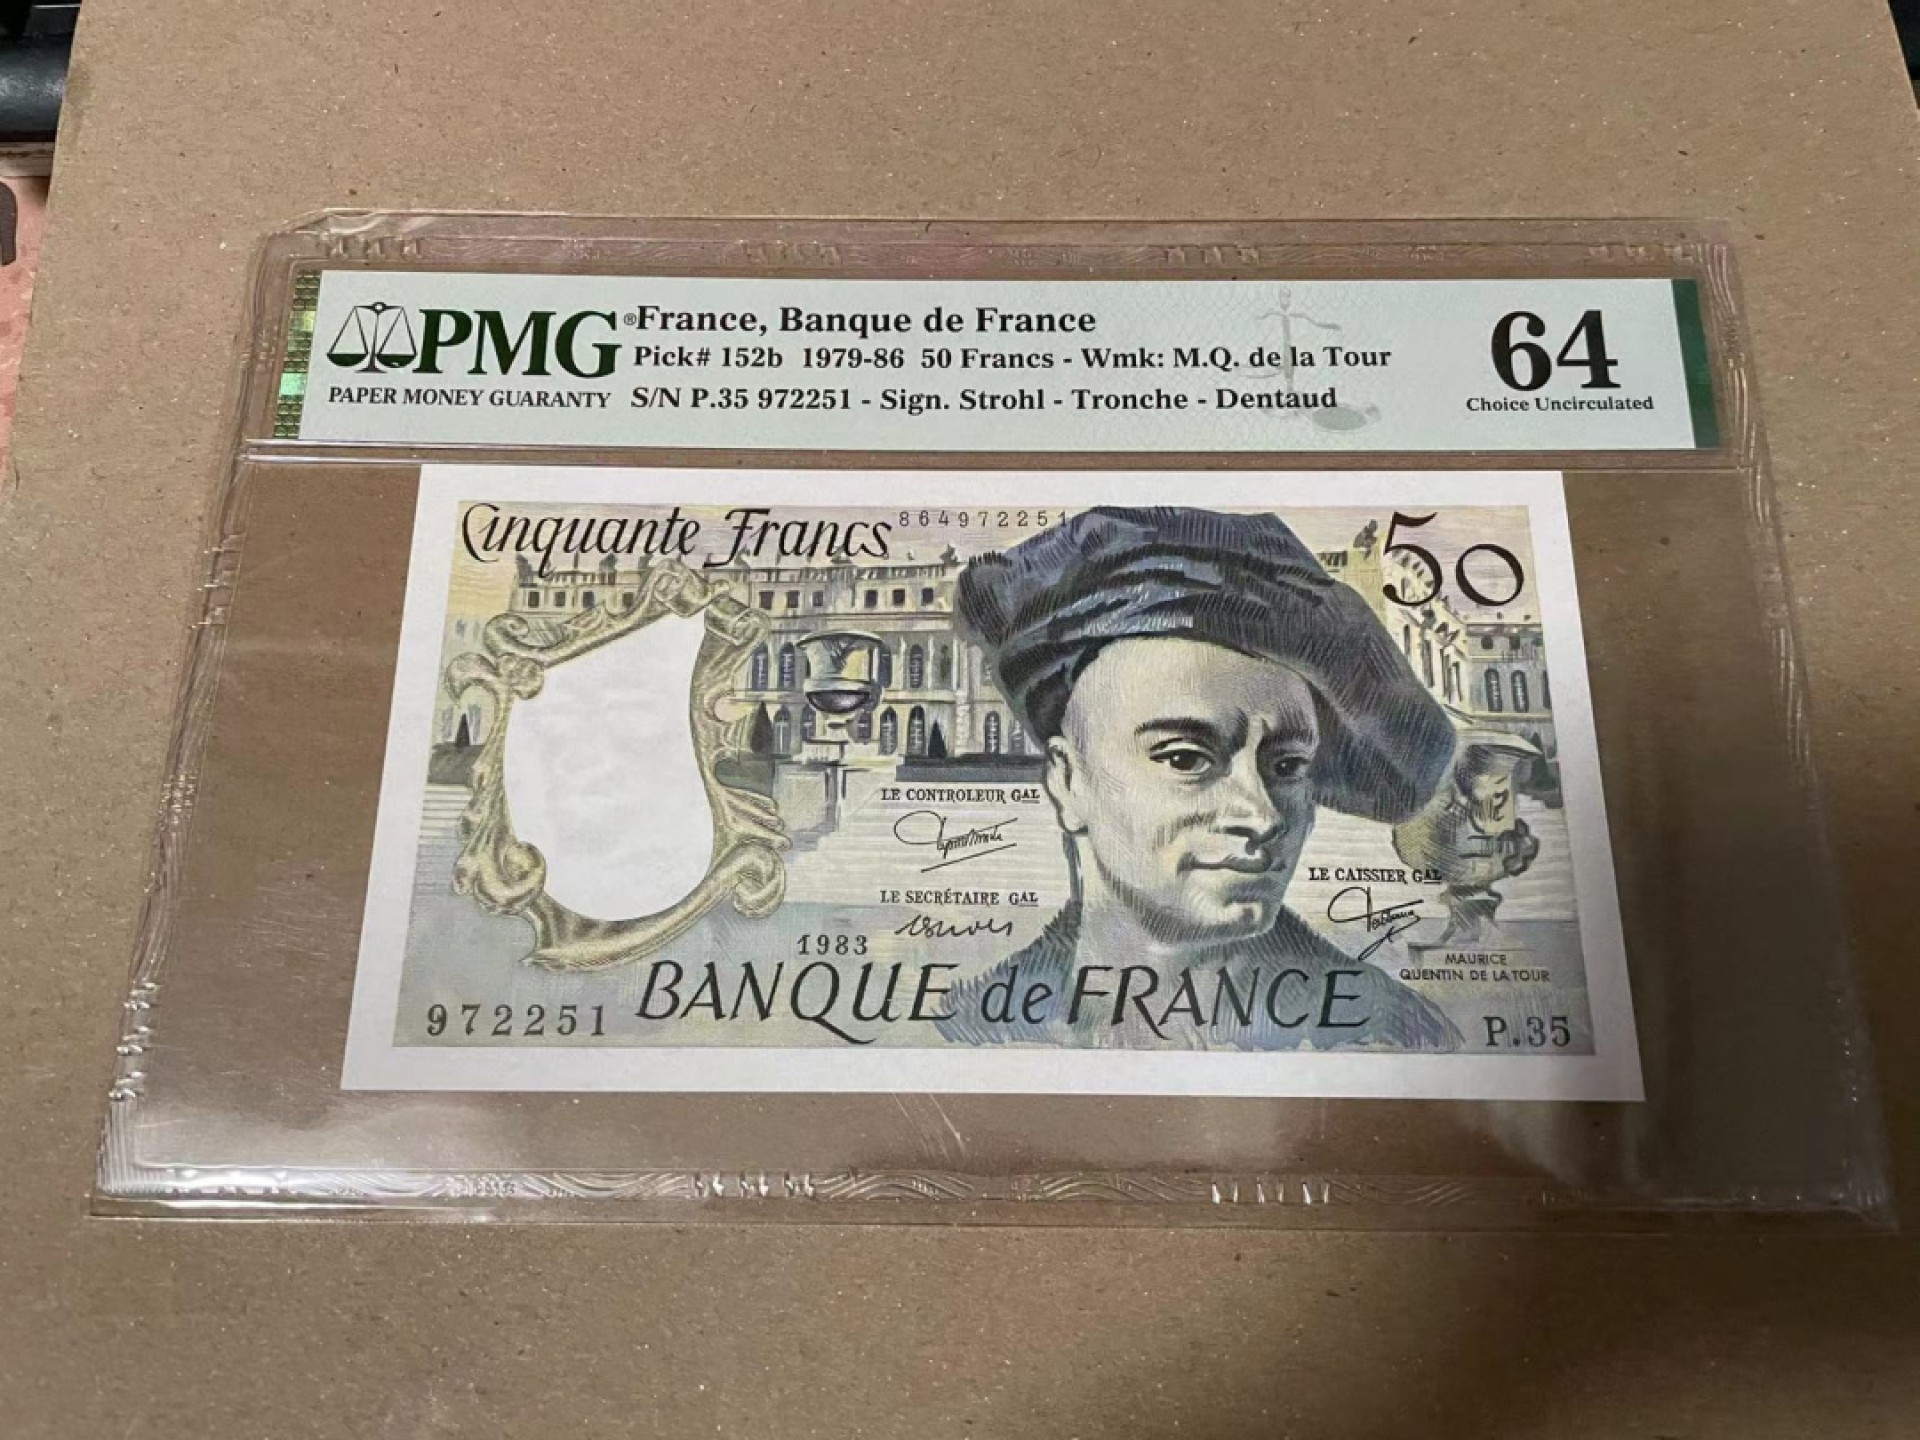 PMG®
PAPER MONEY GUARANTY
France, Banque de France
Pick# 152b 1979-86 50 Francs - Wmk: M.Q. de la Tour
S/N P.35 972251 - Sign. Strohl - Tronche - Dentaud
64
Choice Uncirculated
Cinquante Francs
864972251
50
LE CONTROLEUR GAL
LE SECRÉTAIRE GAL
LE CAISSIER GAL
1983
MAURICE
QUENTIN DE LA TOUR
BANQUE de FRANCE
972251
P.35